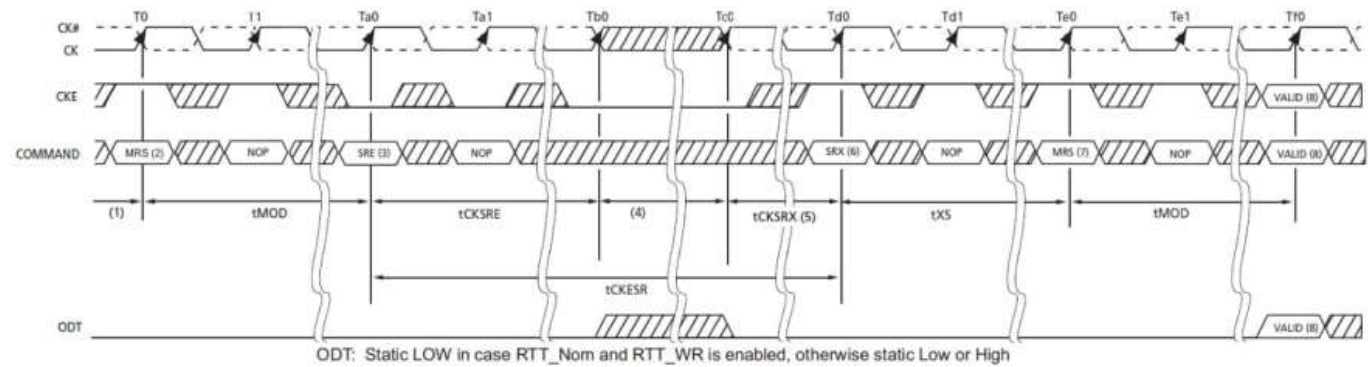 T0 T1 Ta0 Ta1 Tb0 Tc0 Td0 Td1 Te0 Te1 Tf0
CK#
CK
CKE VALID (8)
COMMAND MRS (2) NOP SRE (3) NOP SRX (6) NOP MRS (7) NOP VALID (8)
(1) tMOD tCKSRE (4) tCKSRX (5) tXS tMOD
tCKESR
ODT VALID (8)
ODT: Static LOW in case RTT_Nom and RTT_WR is enabled, otherwise static Low or High